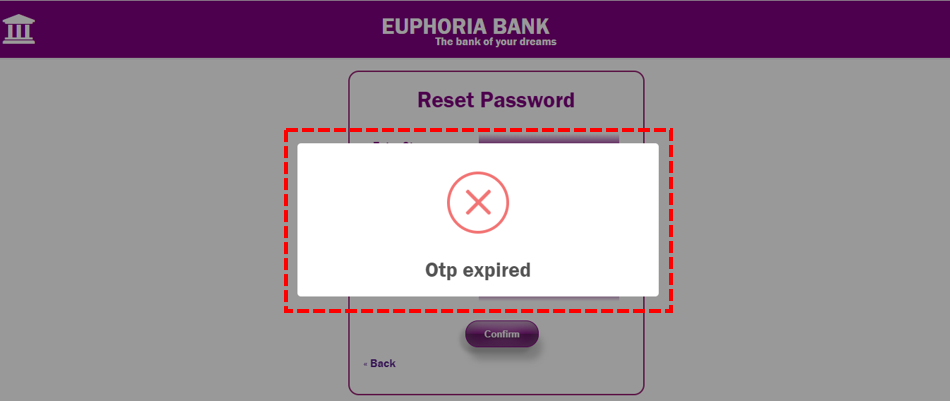 EUPHORIA BANK
The bank of your dreams
Reset Password
Otp expired
Confirm
< Back